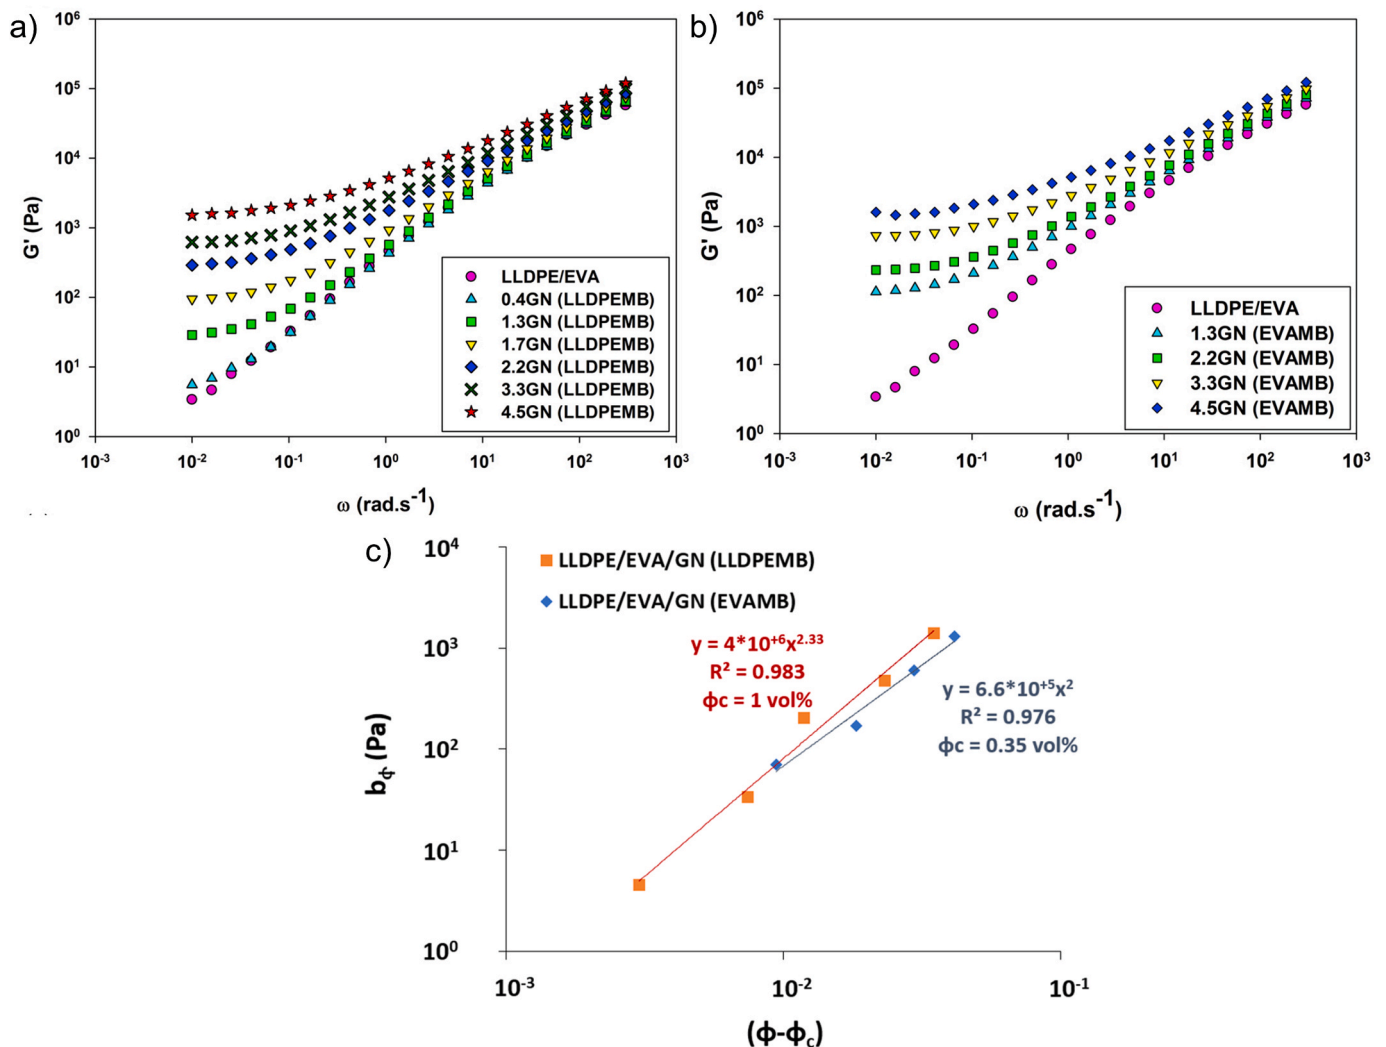 a)
10⁶
10⁵
10⁴
10³
10²
10¹
10⁰
G' (Pa)
LLDPE/EVA
0.4GN (LLDPEMB)
1.3GN (LLDPEMB)
1.7GN (LLDPEMB)
2.2GN (LLDPEMB)
3.3GN (LLDPEMB)
4.5GN (LLDPEMB)
10⁻³ 10⁻² 10⁻¹ 10⁰ 10¹ 10² 10³
ω (rad.s⁻¹)
b)
10⁶
10⁵
10⁴
10³
10²
10¹
10⁰
G' (Pa)
LLDPE/EVA
1.3GN (EVAMB)
2.2GN (EVAMB)
3.3GN (EVAMB)
4.5GN (EVAMB)
10⁻³ 10⁻² 10⁻¹ 10⁰ 10¹ 10² 10³
ω (rad.s⁻¹)
c)
10⁴
10³
10²
10¹
10⁰
bϕ (Pa)
LLDPE/EVA/GN (LLDPEMB)
LLDPE/EVA/GN (EVAMB)
y = 4*10⁺⁶x²·³³
R² = 0.983
ϕc = 1 vol%
y = 6.6*10⁺⁵x²
R² = 0.976
ϕc = 0.35 vol%
10⁻³ 10⁻² 10⁻¹
(ϕ-ϕc)